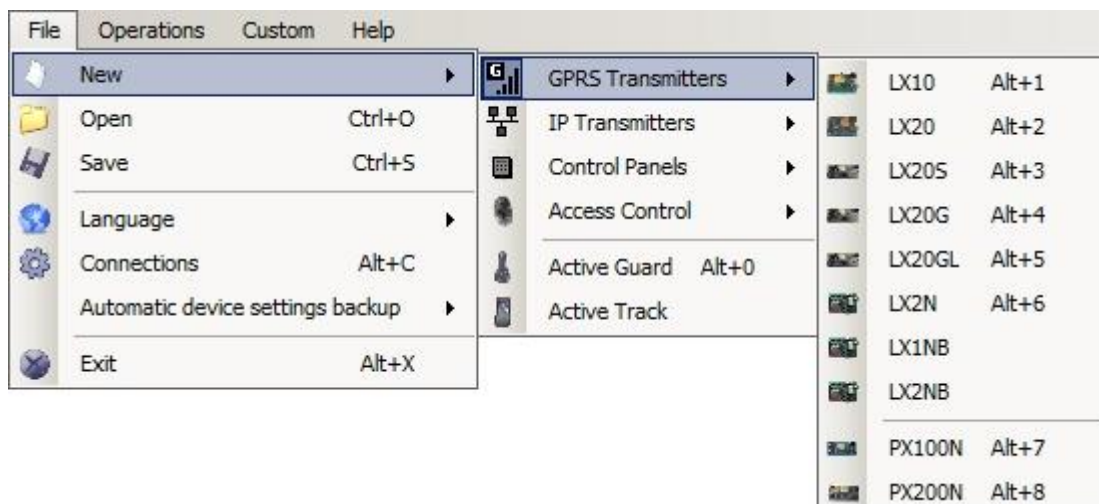 File Operations Custom Help
New
Open Ctrl+O
Save Ctrl+S
Language
Connections Alt+C
Automatic device settings backup
Exit Alt+X
G GPRS Transmitters
IP Transmitters
Control Panels
Access Control
Active Guard Alt+0
Active Track
LX10 Alt+1
LX20 Alt+2
LX20S Alt+3
LX20G Alt+4
LX20GL Alt+5
LX2N Alt+6
LX1NB
LX2NB
PX100N Alt+7
PX200N Alt+8